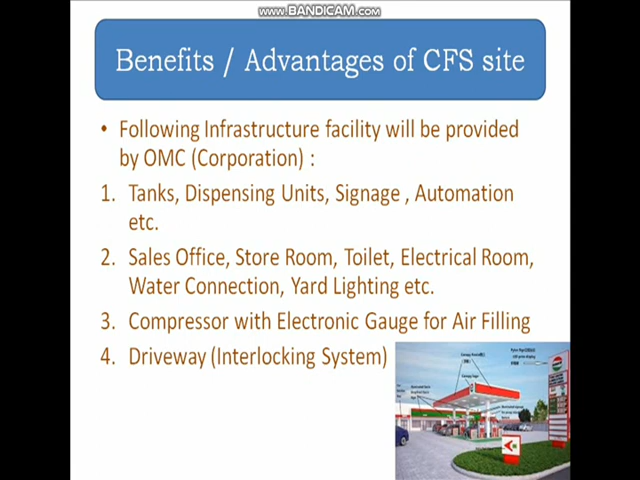 www.BANDICAM.com
Benefits / Advantages of CFS site
• Following Infrastructure facility will be provided
by OMC (Corporation) :
1. Tanks, Dispensing Units, Signage , Automation
etc.
2. Sales Office, Store Room, Toilet, Electrical Room,
Water Connection, Yard Lighting etc.
3. Compressor with Electronic Gauge for Air Filling
4. Driveway (Interlocking System)